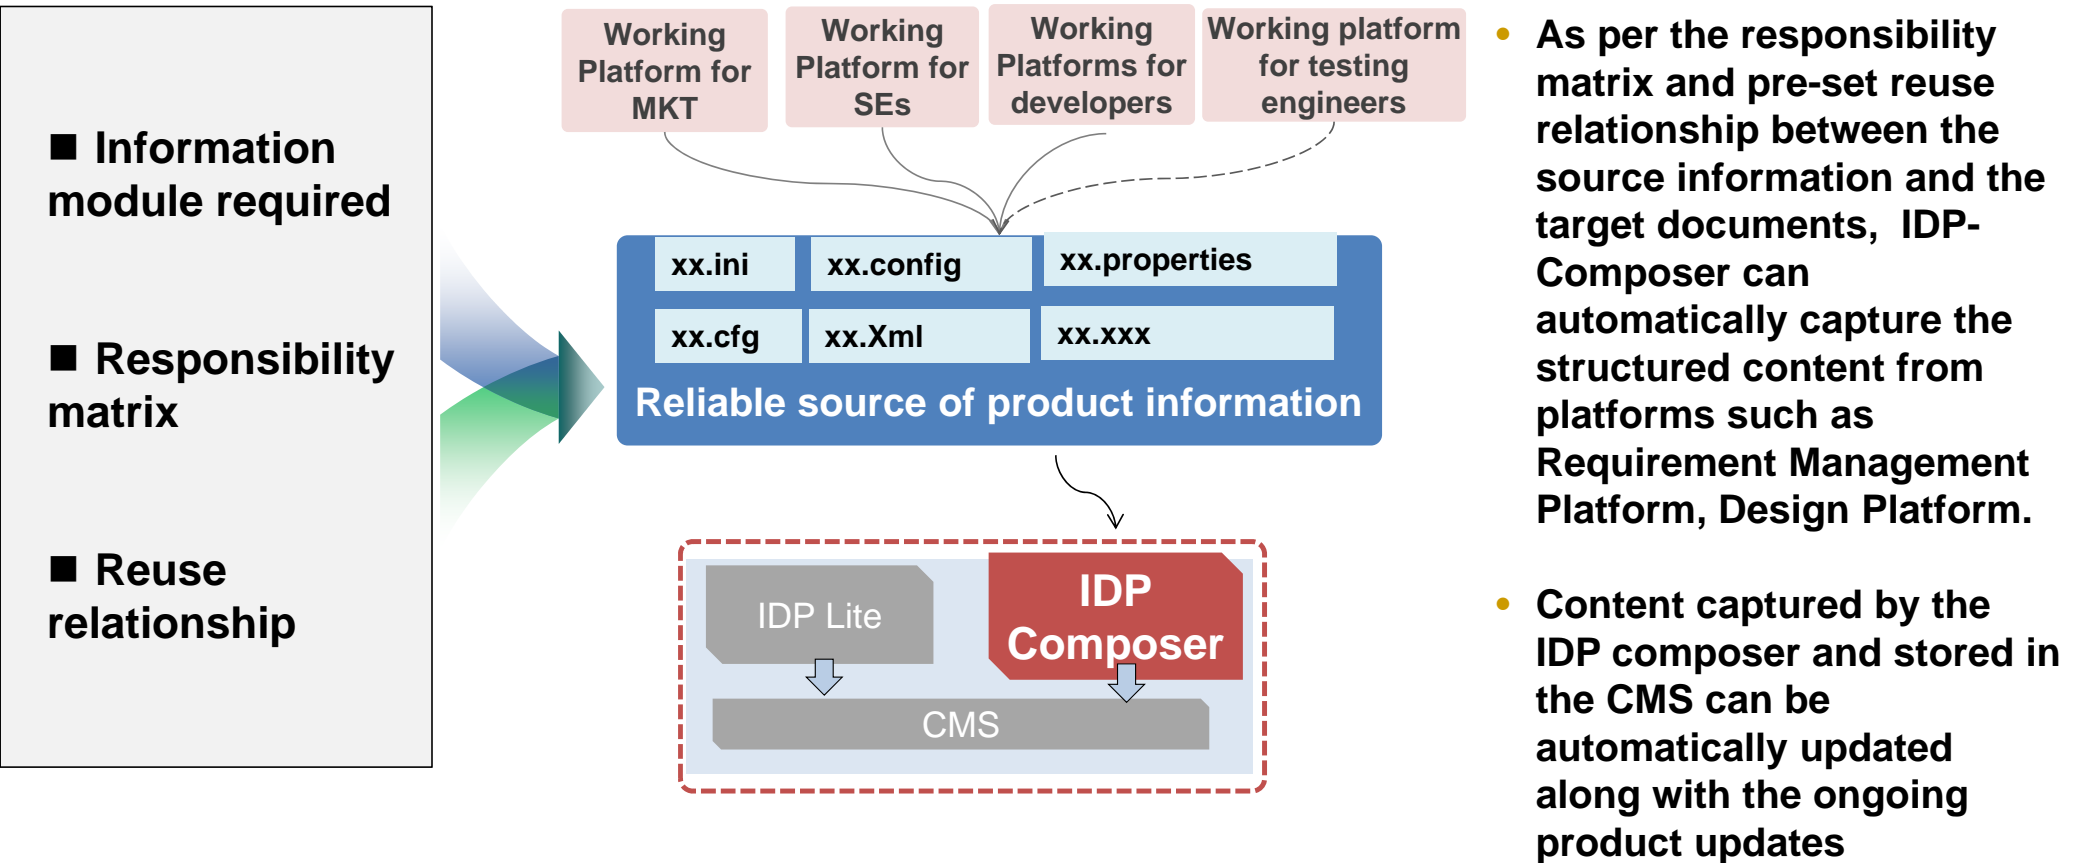 ■ Information
module required
■ Responsibility
matrix
■ Reuse
relationship
Working
Platform for
MKT
Working
Platform for
SEs
Working
Platforms for
developers
Working platform
for testing
engineers
xx.ini
xx.config
xx.properties
xx.cfg
xx.Xml
xx.xxx
Reliable source of product information
IDP Lite
IDP
Composer
CMS
• As per the responsibility
matrix and pre-set reuse
relationship between the
source information and the
target documents, IDP-
Composer can
automatically capture the
structured content from
platforms such as
Requirement Management
Platform, Design Platform.
• Content captured by the
IDP composer and stored in
the CMS can be
automatically updated
along with the ongoing
product updates